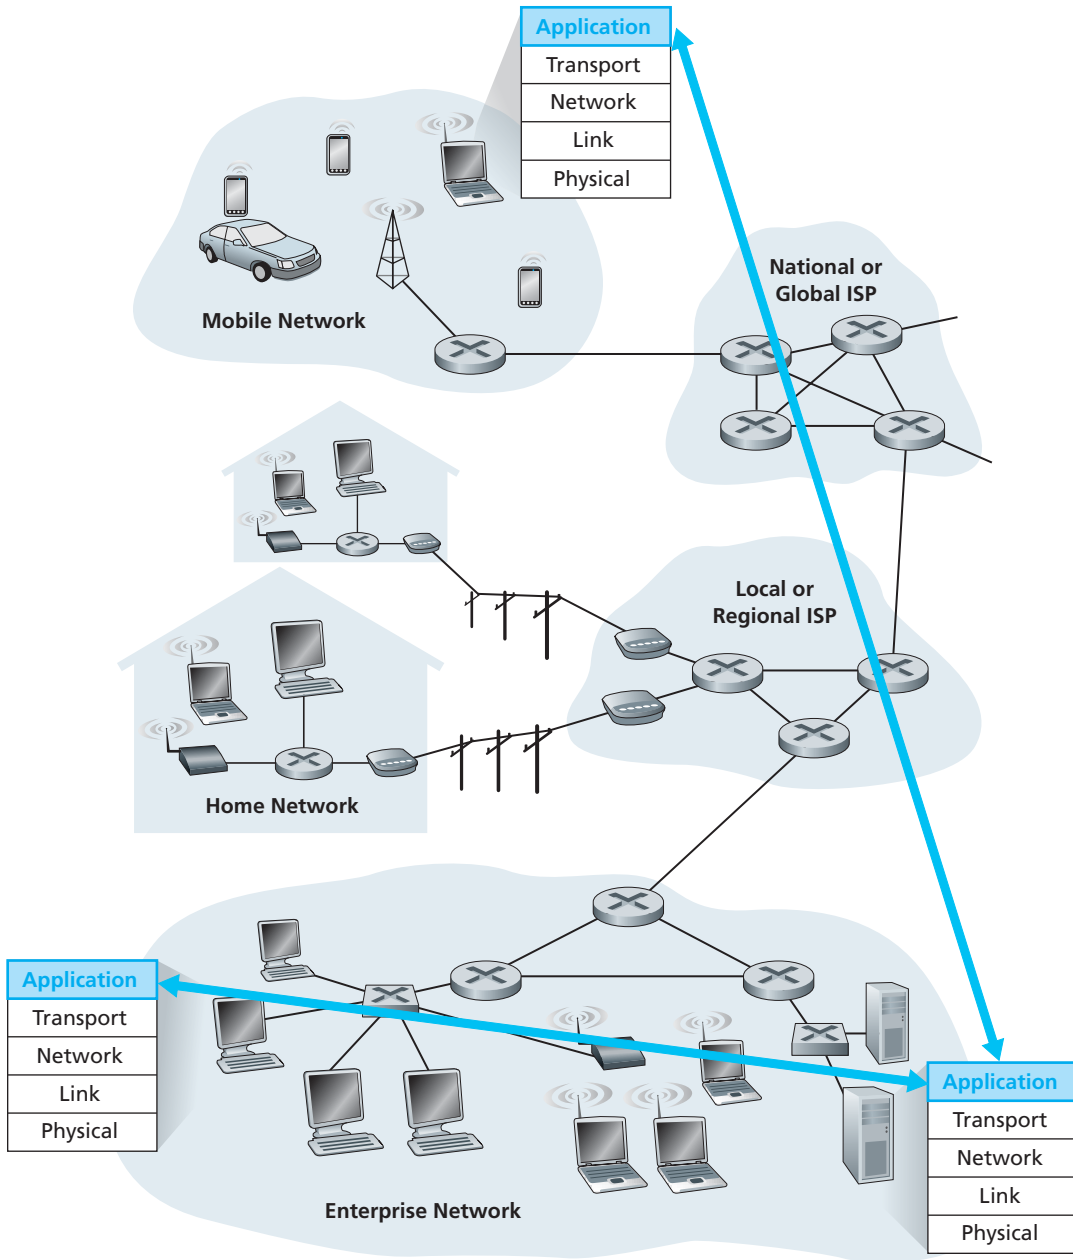 Application
Transport
Network
Link
Physical
National or
Global ISP
Mobile Network
Local or
Regional ISP
Home Network
Application
Transport
Network
Link
Physical
Application
Transport
Network
Link
Physical
Enterprise Network